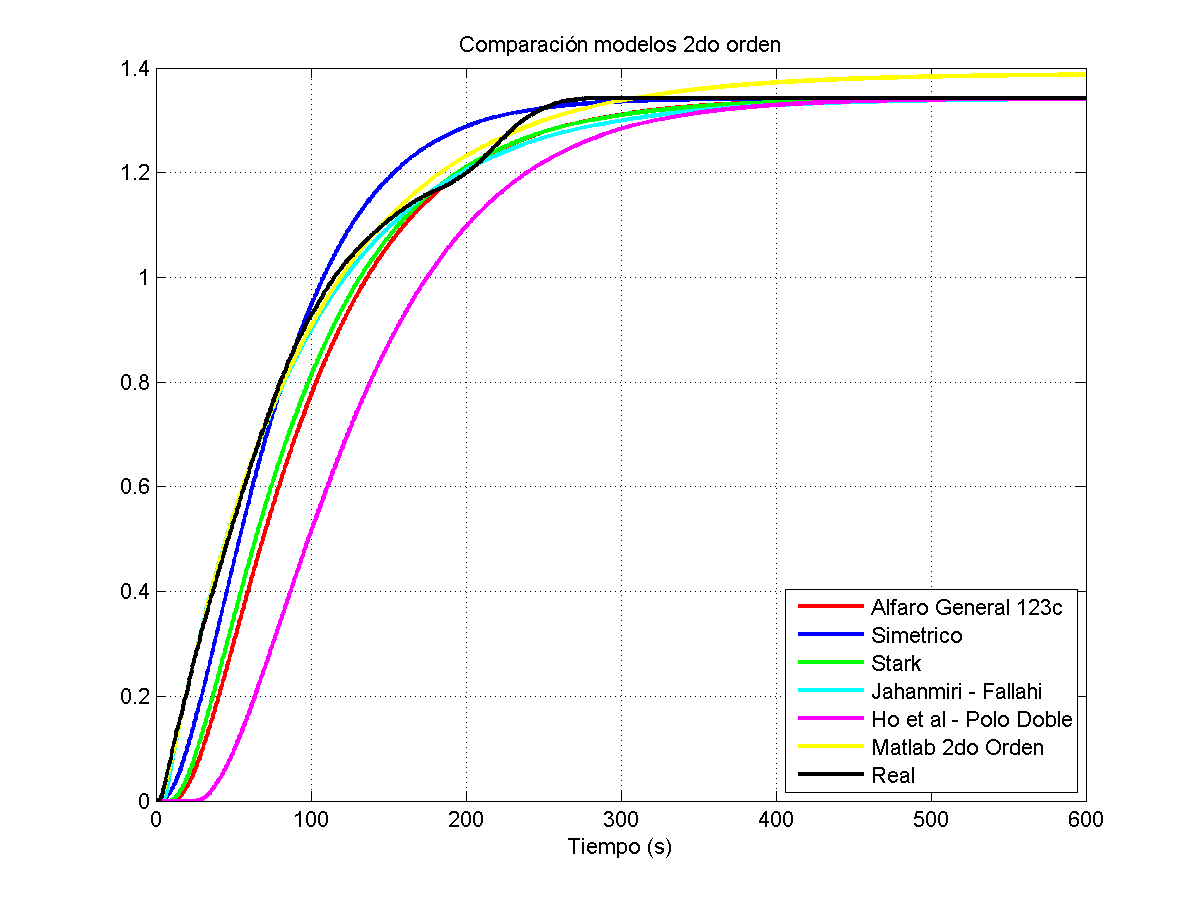 Comparación modelos 2do orden
1.4
1.2
1
0.8
0.6
0.4
0.2
0
0 100 200 300 400 500 600
Tiempo (s)
Alfaro General 123c
Simetrico
Stark
Jahanmiri - Fallahi
Ho et al - Polo Doble
Matlab 2do Orden
Real